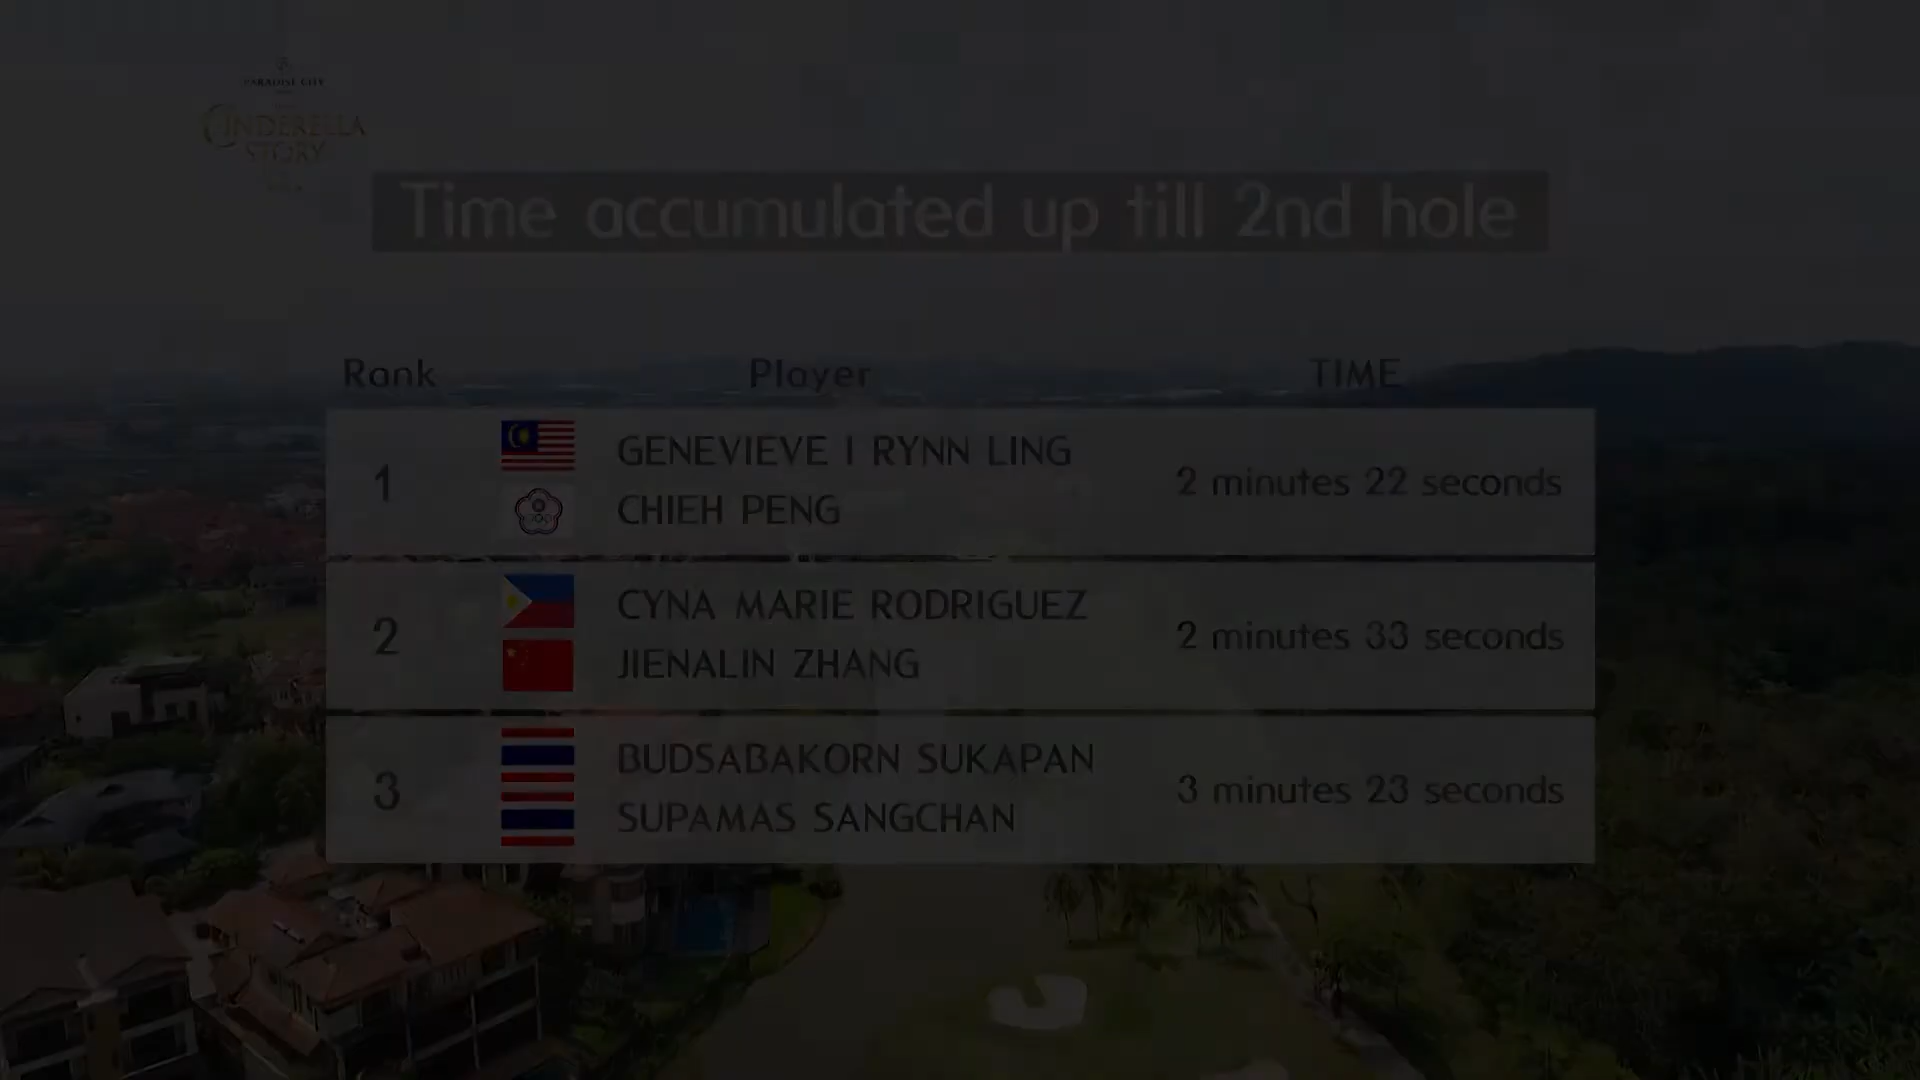 PARADISE CITY
CINDERELLA
STORY
Time accumulated up till 2nd hole
Rank Player TIME
1 GENEVIEVE I RYNN LING
CHIEH PENG
2 minutes 22 seconds
2 CYNA MARIE RODRIGUEZ
JIENALIN ZHANG
2 minutes 33 seconds
3 BUDSABAKORN SUKAPAN
SUPAMAS SANGCHAN
3 minutes 23 seconds